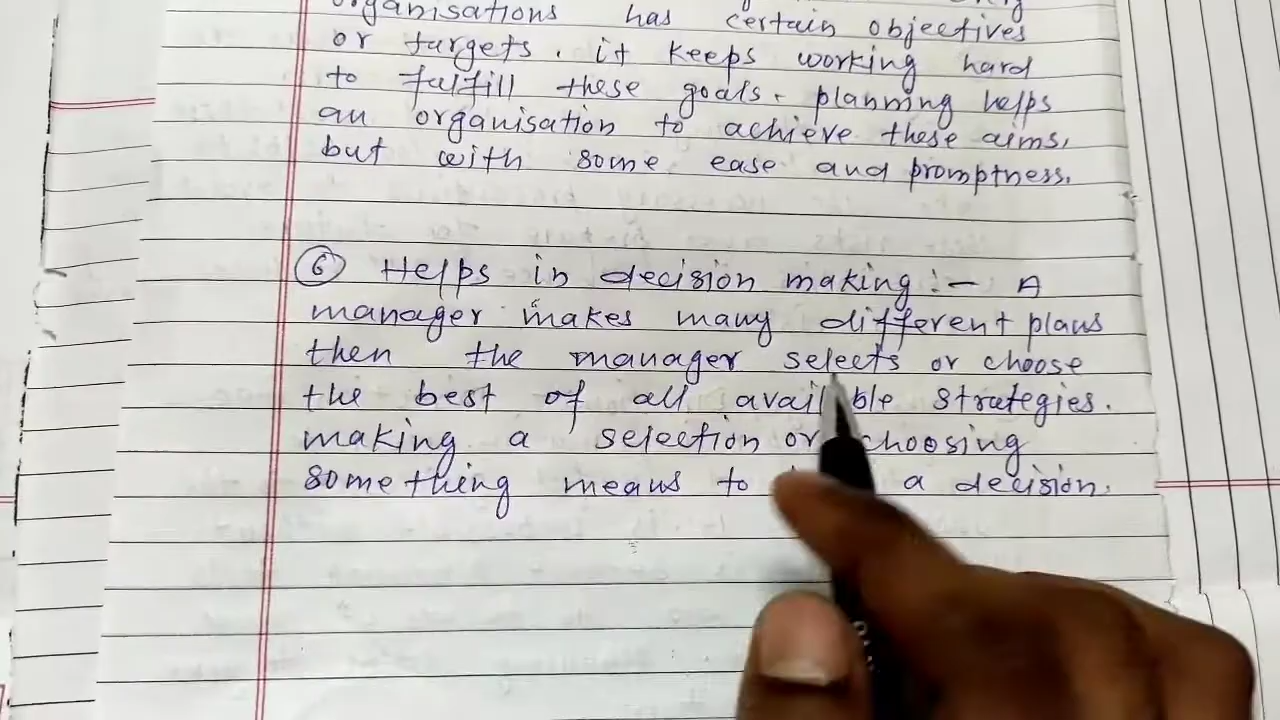 organisations has certain objectives
or targets. it keeps working hard
to fulfill these goals. planning helps
an organisation to achieve these aims,
but with some ease and promptness.
6 Helps in decision making :- A
manager makes many different plans
then the manager selects or choose
the best of all available strategies.
making a selection or choosing
something means to a decision.